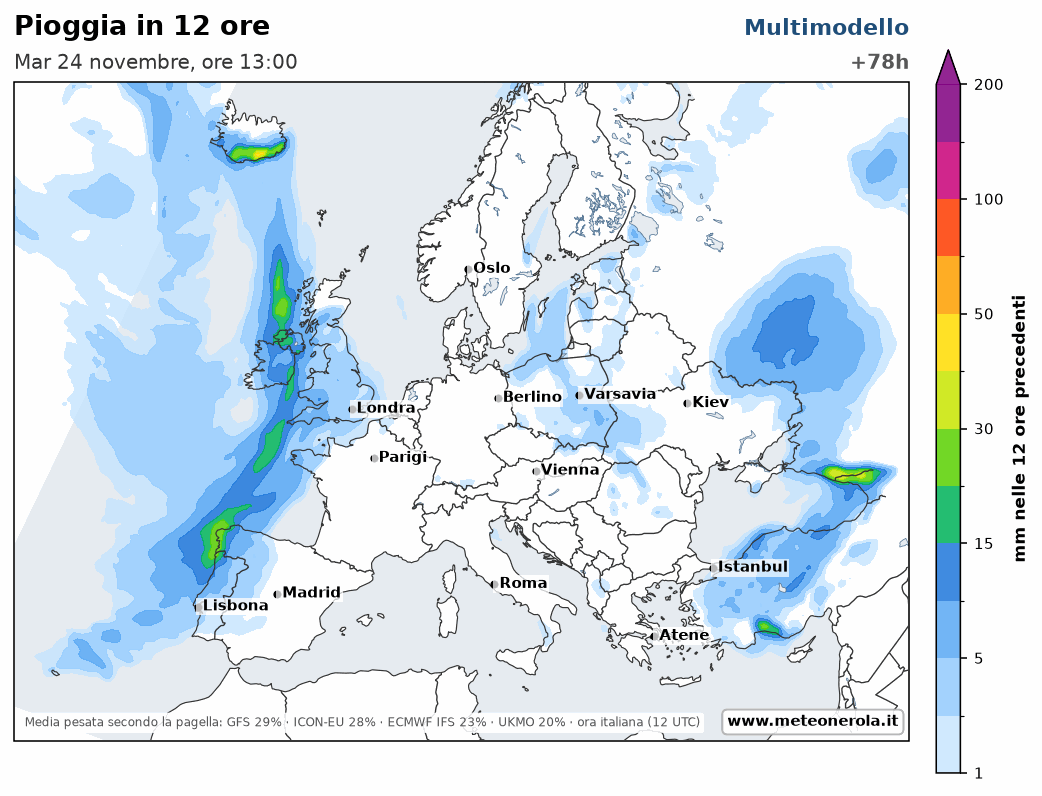 Pioggia in 12 ore
Multimodello
Mar 24 novembre, ore 13:00
+78h
200
100
50
30
15
5
1
mm nelle 12 ore precedenti
Oslo
Berlino
Varsavia
Kiev
Londra
Parigi
Vienna
Istanbul
Roma
Madrid
Lisbona
Atene
Media pesata secondo la pagella: GFS 29% · ICON-EU 28% · ECMWF IFS 23% · UKMO 20% · ora italiana (12 UTC)
www.meteonerola.it